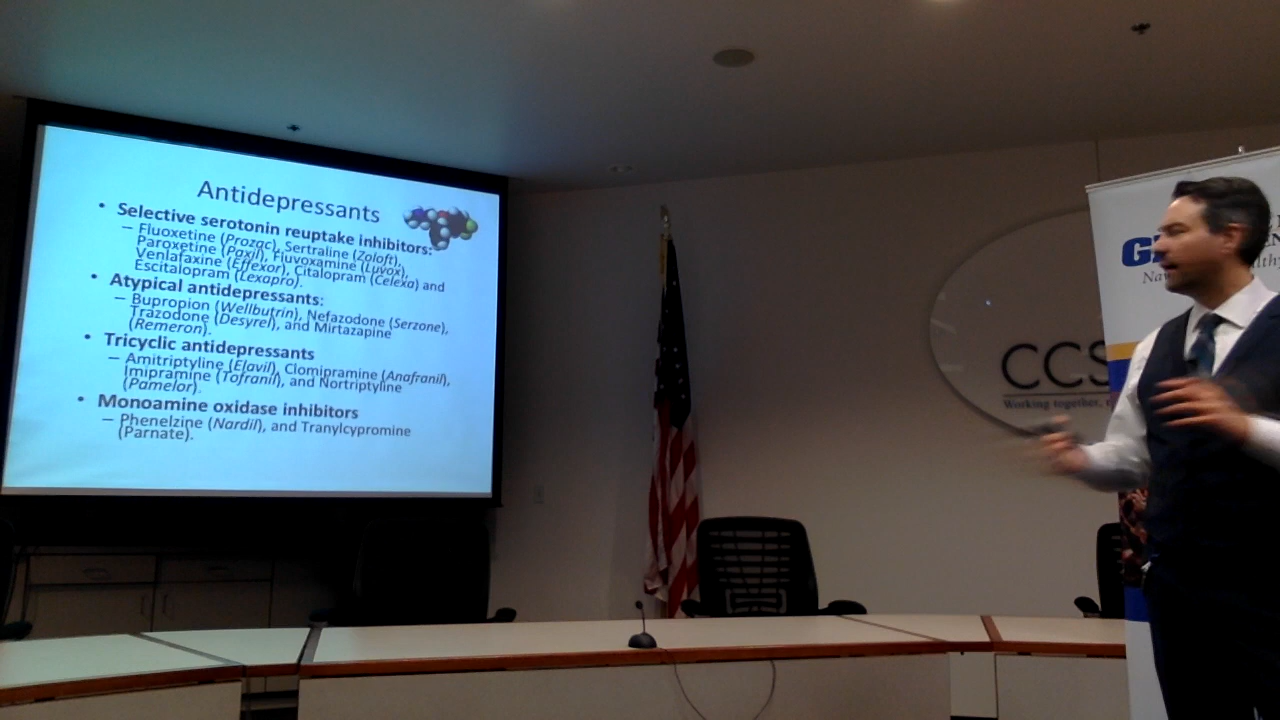 Antidepressants
• Selective serotonin reuptake inhibitors:
– Fluoxetine (Prozac), Sertraline (Zoloft),
Paroxetine (Paxil), Fluvoxamine (Luvox),
Venlafaxine (Effexor), Citalopram (Celexa) and
Escitalopram (Lexapro).
• Atypical antidepressants:
– Bupropion (Wellbutrin), Nefazodone (Serzone),
Trazodone (Desyrel), and Mirtazapine
(Remeron).
• Tricyclic antidepressants
– Amitriptyline (Elavil), Clomipramine (Anafranil),
Imipramine (Tofranil), and Nortriptyline
(Pamelor).
• Monoamine oxidase inhibitors
– Phenelzine (Nardil), and Tranylcypromine
(Parnate).
CCS
Working together,